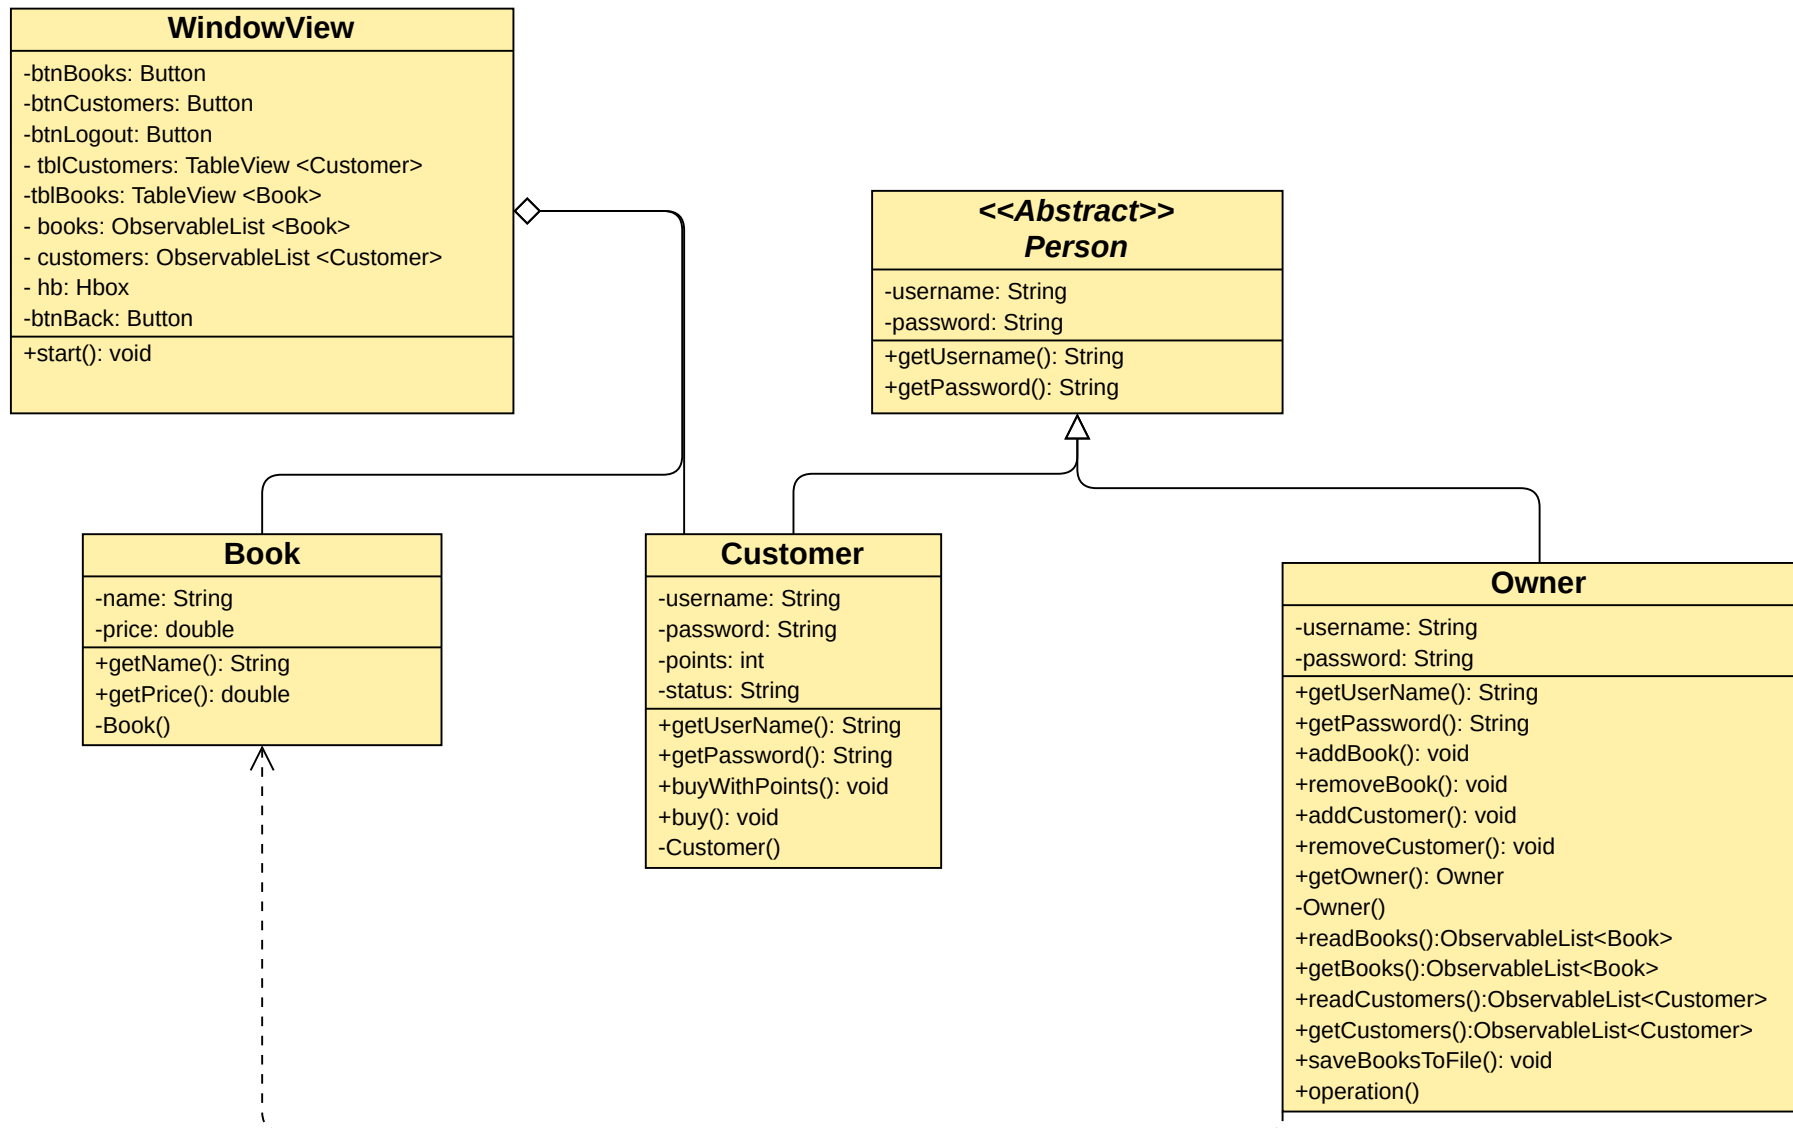 WindowView
-btnBooks: Button
-btnCustomers: Button
-btnLogout: Button
- tblCustomers: TableView <Customer>
-tblBooks: TableView <Book>
- books: ObservableList <Book>
- customers: ObservableList <Customer>
- hb: Hbox
-btnBack: Button
+start(): void
<<Abstract>>
Person
-username: String
-password: String
+getUsername(): String
+getPassword(): String
Book
-name: String
-price: double
+getName(): String
+getPrice(): double
-Book()
Customer
-username: String
-password: String
-points: int
-status: String
+getUserName(): String
+getPassword(): String
+buyWithPoints(): void
+buy(): void
-Customer()
Owner
-username: String
-password: String
+getUserName(): String
+getPassword(): String
+addBook(): void
+removeBook(): void
+addCustomer(): void
+removeCustomer(): void
+getOwner(): Owner
-Owner()
+readBooks():ObservableList<Book>
+getBooks():ObservableList<Book>
+readCustomers():ObservableList<Customer>
+getCustomers():ObservableList<Customer>
+saveBooksToFile(): void
+operation()